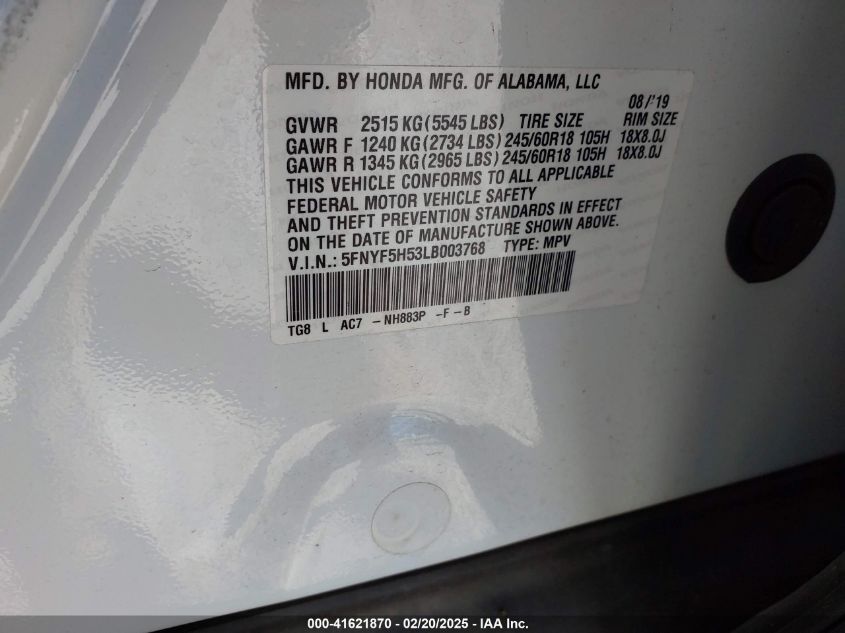 MFD. BY HONDA MFG. OF ALABAMA, LLC
08/'19
GVWR 2515 KG (5545 LBS) TIRE SIZE RIM SIZE
GAWR F 1240 KG (2734 LBS) 245/60R18 105H 18X8.0J
GAWR R 1345 KG (2965 LBS) 245/60R18 105H 18X8.0J
THIS VEHICLE CONFORMS TO ALL APPLICABLE
FEDERAL MOTOR VEHICLE SAFETY
AND THEFT PREVENTION STANDARDS IN EFFECT
ON THE DATE OF MANUFACTURE SHOWN ABOVE.
V.I.N.: 5FNYF5H53LB003768 TYPE: MPV
TG8 L AC7 -NH883P -F-B
000-41621870 - 02/20/2025 - IAA Inc.